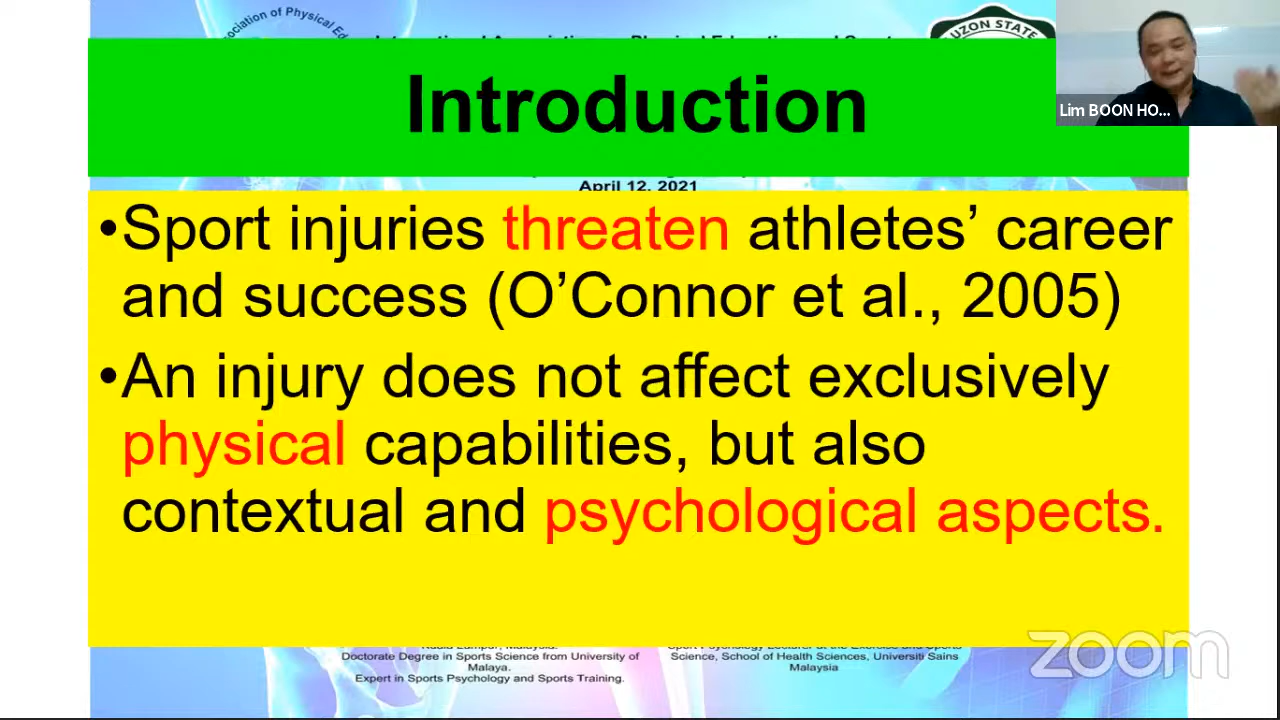 UZON STATE
Lim BOON HO...
Introduction
April 12, 2021
•Sport injuries threaten athletes’ career
and success (O’Connor et al., 2005)
•An injury does not affect exclusively
physical capabilities, but also
contextual and psychological aspects.
Doctorate Degree in Sports Science from University of
Malaya.
Expert in Sports Psychology and Sports Training.
Science, School of Health Sciences, Universiti Sains
Malaysia
zoom